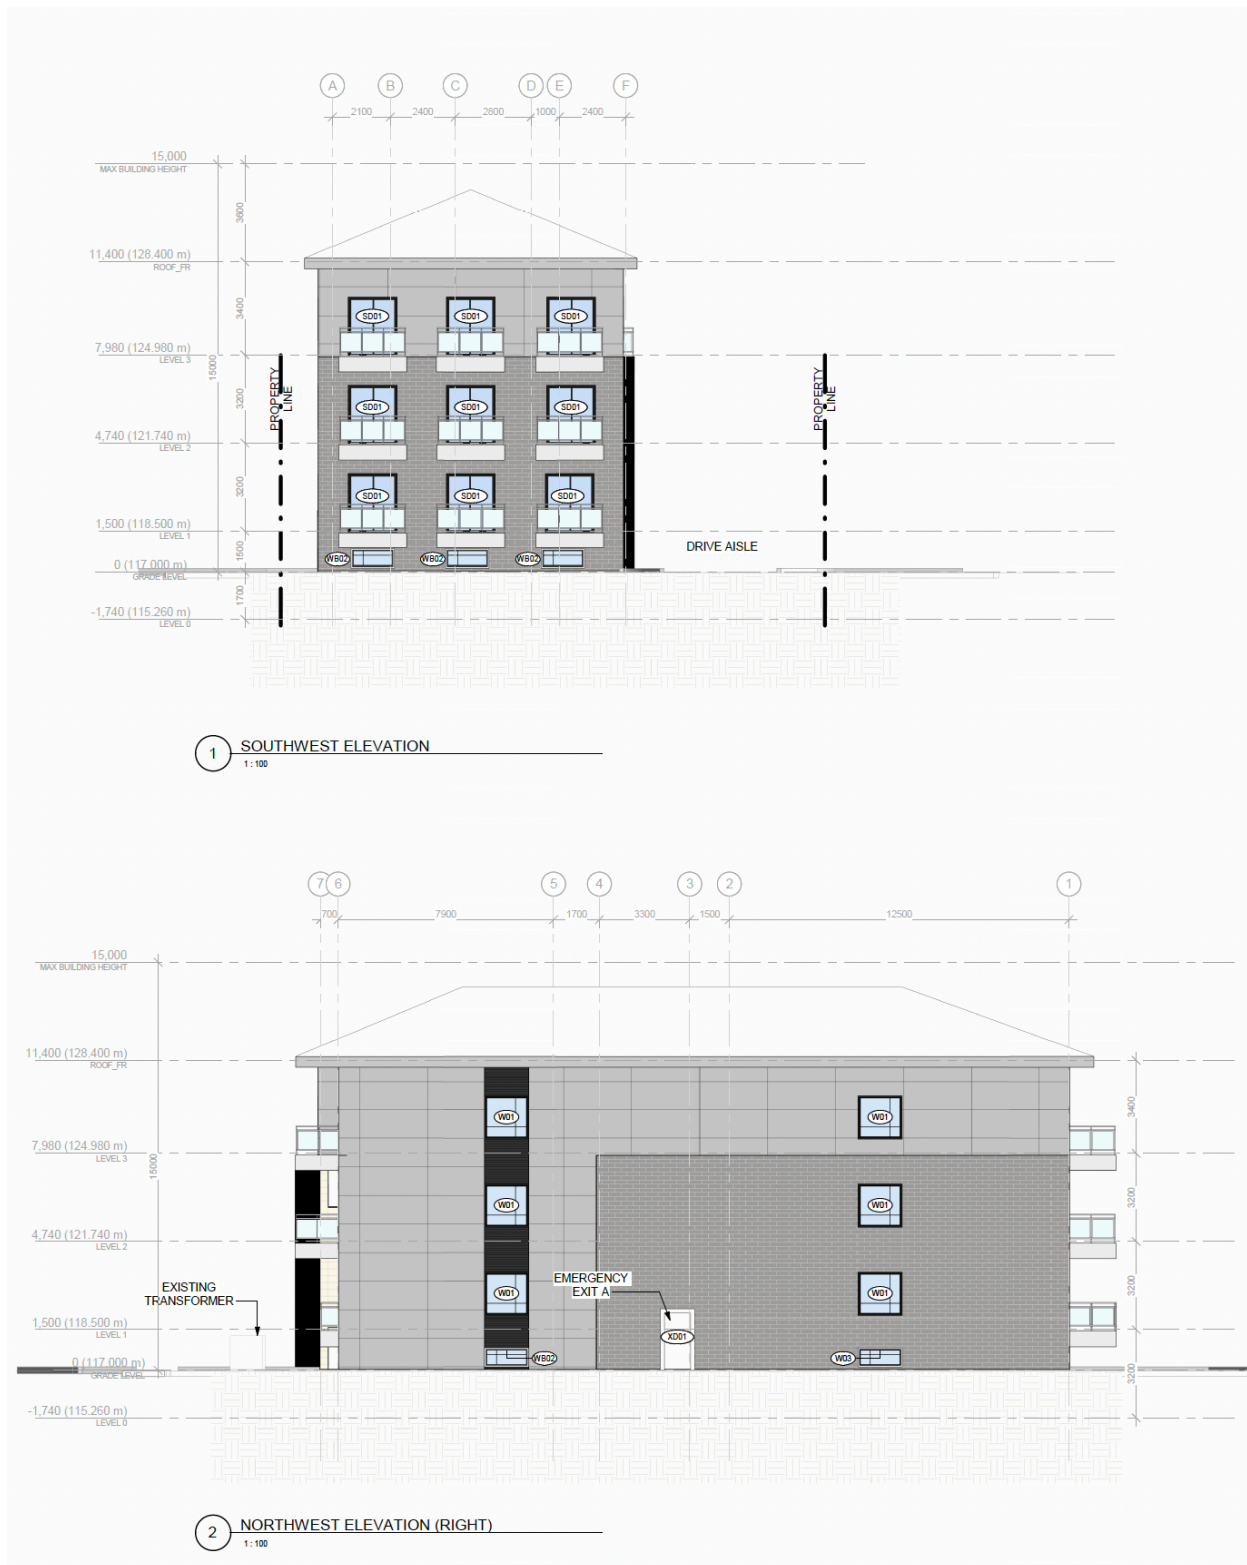 A B C D E F
2100 2400 2800 1000 2400
15,000
MAX BUILDING HEIGHT
3600
11,400 (128.400 m)
ROOF_FR
3400
SD01 SD01 SD01
7,980 (124.980 m)
LEVEL 3
15000
PROPERTY
LINE
PROPERTY
LINE
3200
SD01 SD01 SD01
4,740 (121.740 m)
LEVEL 2
3200
SD01 SD01 SD01
1,500 (118.500 m)
LEVEL 1
1500
WB02 WB02 WB02
DRIVE AISLE
0 (117.000 m)
GRADE LEVEL
1700
-1,740 (115.260 m)
LEVEL 0
1 SOUTHWEST ELEVATION
1 : 100
7 6 5 4 3 2 1
700 7900 1700 3300 1500 12500
15,000
MAX BUILDING HEIGHT
11,400 (128.400 m)
ROOF_FR
3400
W01 W01
7,980 (124.980 m)
LEVEL 3
15000
3200
W01 W01
4,740 (121.740 m)
LEVEL 2
3200
EXISTING
TRANSFORMER
W01
EMERGENCY
EXIT A
W01
1,500 (118.500 m)
LEVEL 1
XD01
WB02 W03
0 (117.000 m)
GRADE LEVEL
3200
-1,740 (115.260 m)
LEVEL 0
2 NORTHWEST ELEVATION (RIGHT)
1 : 100